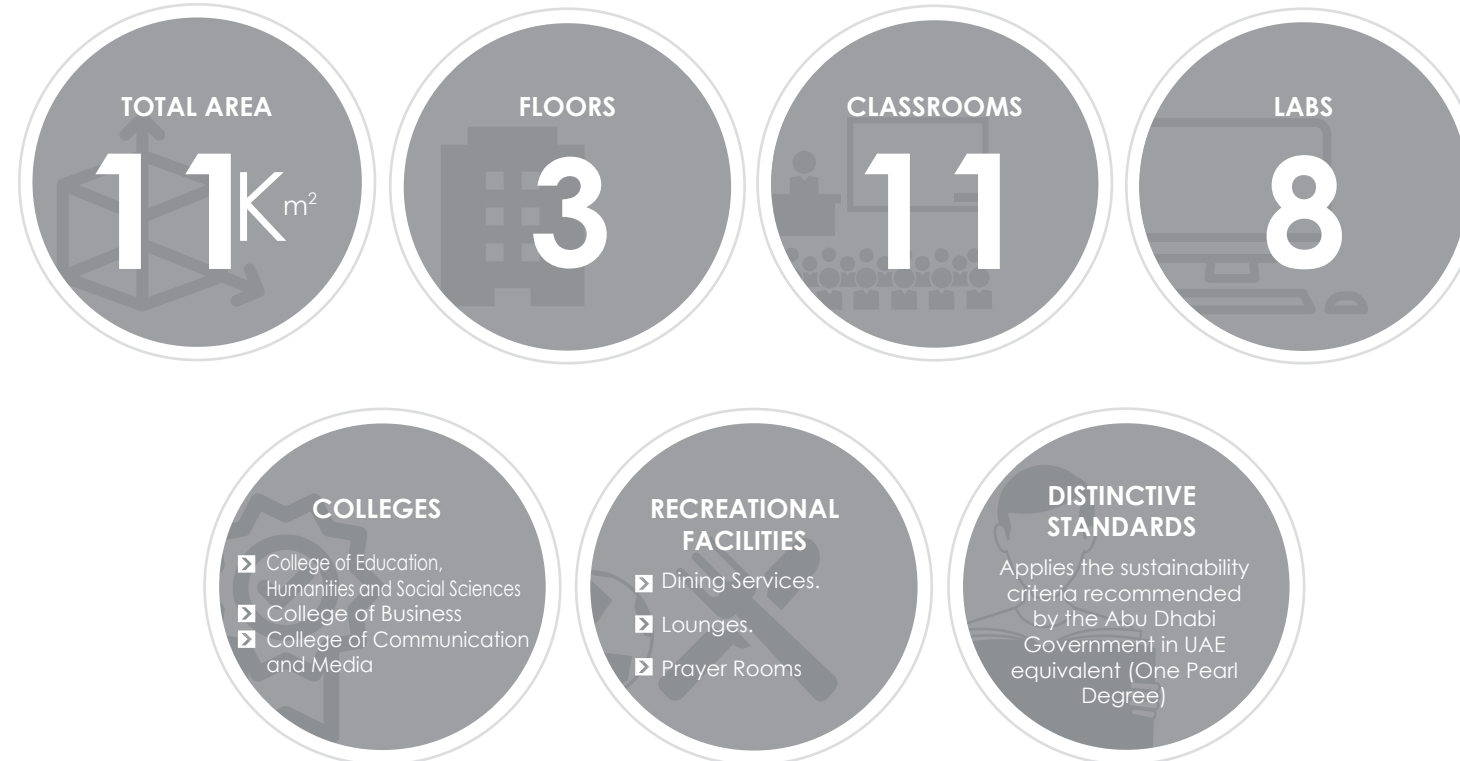 TOTAL AREA
11K m²
FLOORS
3
CLASSROOMS
11
LABS
8
COLLEGES
College of Education,
Humanities and Social Sciences
College of Business
College of Communication
and Media
RECREATIONAL
FACILITIES
Dining Services.
Lounges.
Prayer Rooms
DISTINCTIVE
STANDARDS
Applies the sustainability
criteria recommended
by the Abu Dhabi
Government in UAE
equivalent (One Pearl
Degree)